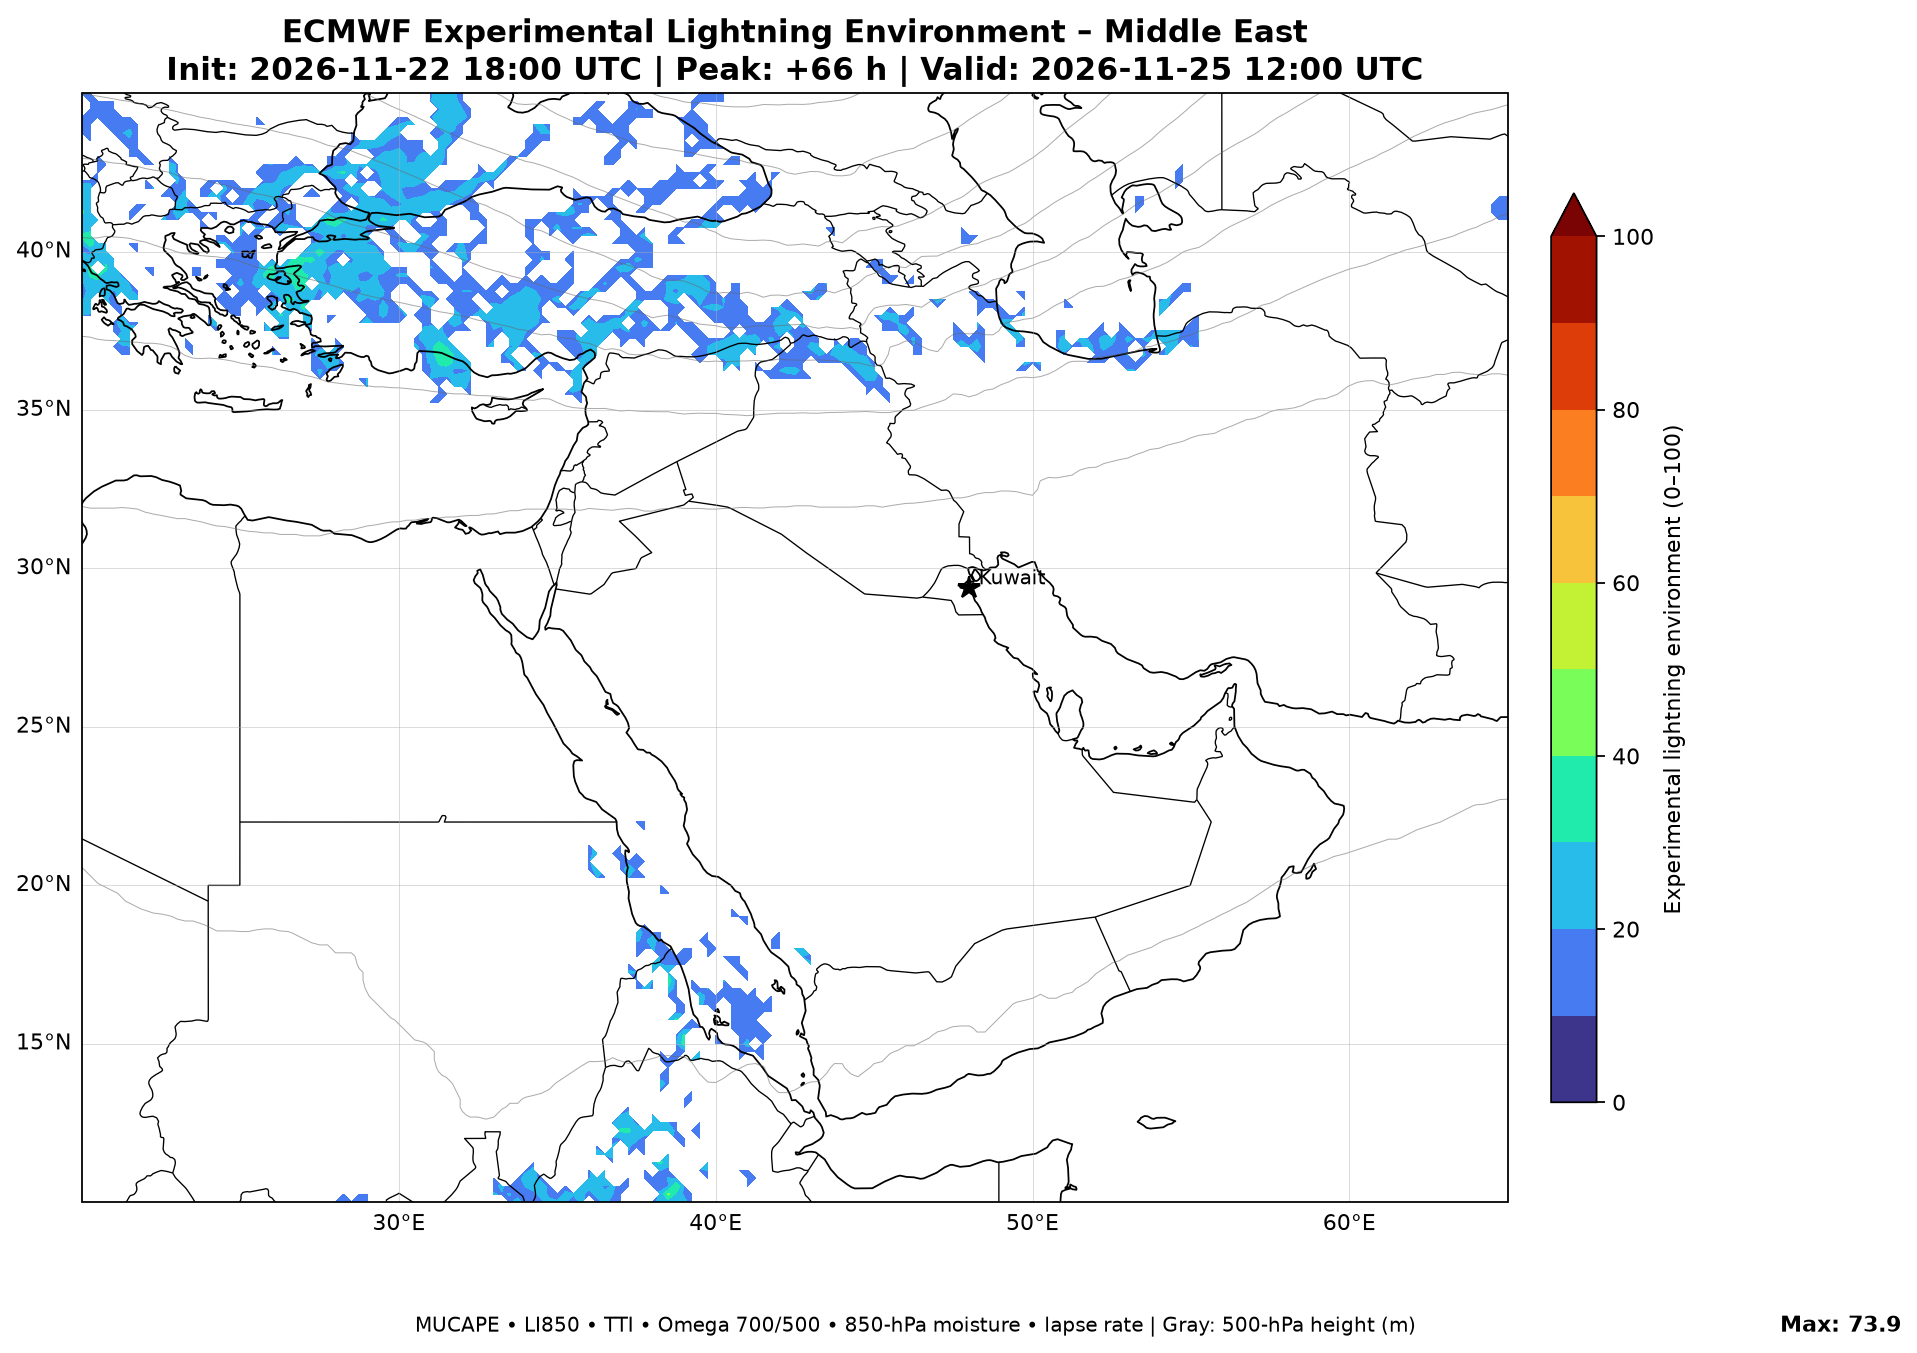 ECMWF Experimental Lightning Environment – Middle East
Init: 2026-11-22 18:00 UTC | Peak: +66 h | Valid: 2026-11-25 12:00 UTC
40°N
35°N
30°N
25°N
20°N
15°N
Kuwait
30°E
40°E
50°E
60°E
100
80
60
40
20
0
Experimental lightning environment (0–100)
MUCAPE • LI850 • TTI • Omega 700/500 • 850-hPa moisture • lapse rate | Gray: 500-hPa height (m)
Max: 73.9